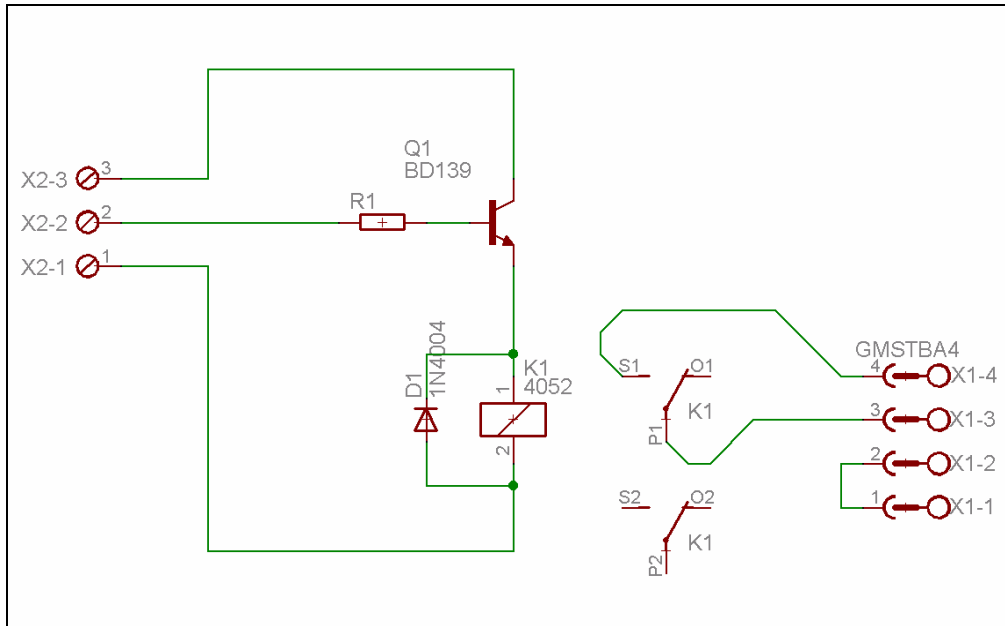 Q1
BD139
X2-3
3
X2-2
2
R1
X2-1
1
D1
1N4004
1
K1
4052
2
S1
O1
K1
P1
S2
O2
K1
P2
GMSTBA4
4
X1-4
3
X1-3
2
X1-2
1
X1-1